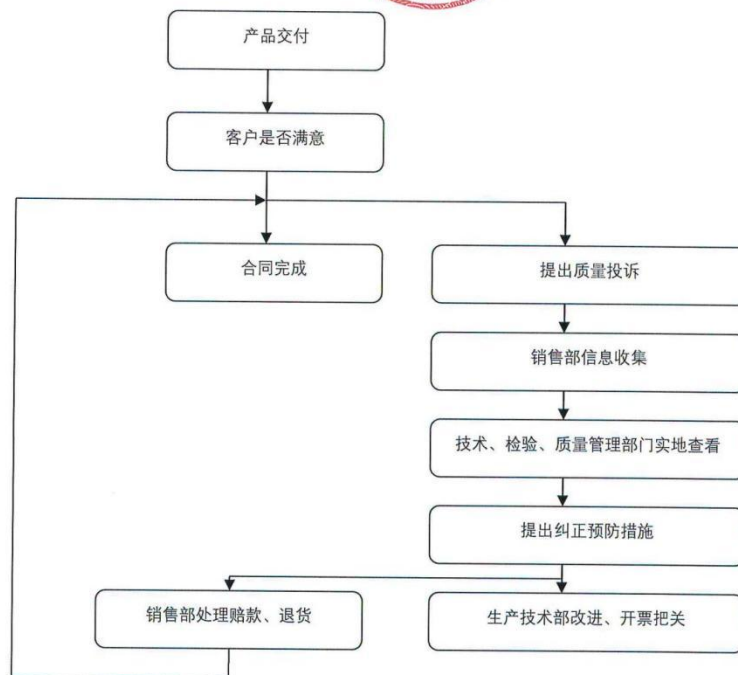 产品交付
客户是否满意
合同完成
提出质量投诉
销售部信息收集
技术、检验、质量管理部门实地查看
提出纠正预防措施
销售部处理赔款、退货
生产技术部改进、开票把关